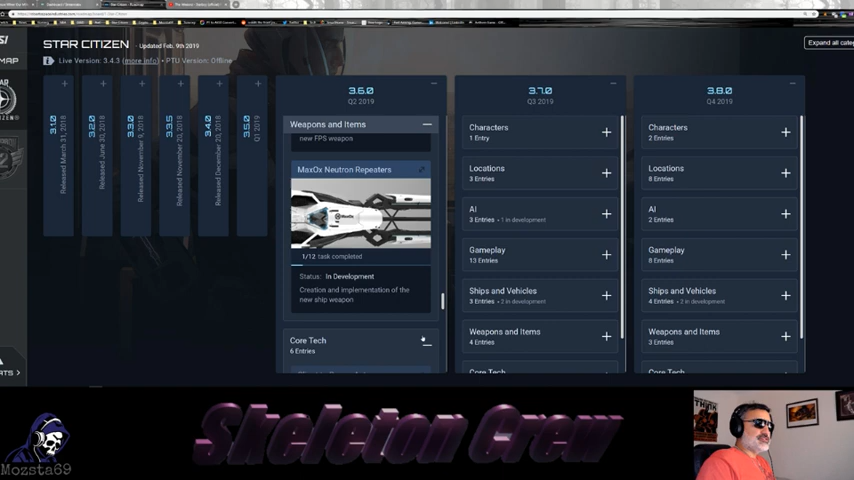 STAR CITIZEN • Updated Feb. 9th 2019
Live Version: 3.4.3 (more info) • PTU Version: Offline
Expand all categ
MAP
3.1.0
Released March 31, 2018
3.2.0
Released June 30, 2018
3.3.0
Released November 9, 2018
3.3.5
Released November 20, 2018
3.4.0
Released December 20, 2018
3.5.0
Q1 2019
3.6.0
Q2 2019
Weapons and Items
new FPS weapon
MaxOx Neutron Repeaters
MaxOx
1/12 task completed
Status: In Development
Creation and implementation of the
new ship weapon
Core Tech
6 Entries
3.7.0
Q3 2019
Characters
1 Entry
Locations
3 Entries
AI
3 Entries • 1 in development
Gameplay
13 Entries
Ships and Vehicles
3 Entries • 2 in development
Weapons and Items
4 Entries
Core Tech
3.8.0
Q4 2019
Characters
2 Entries
Locations
8 Entries
AI
2 Entries
Gameplay
8 Entries
Ships and Vehicles
4 Entries • 2 in development
Weapons and Items
3 Entries
Core Tech
Skeleton Crew
Mozsta69
THINK